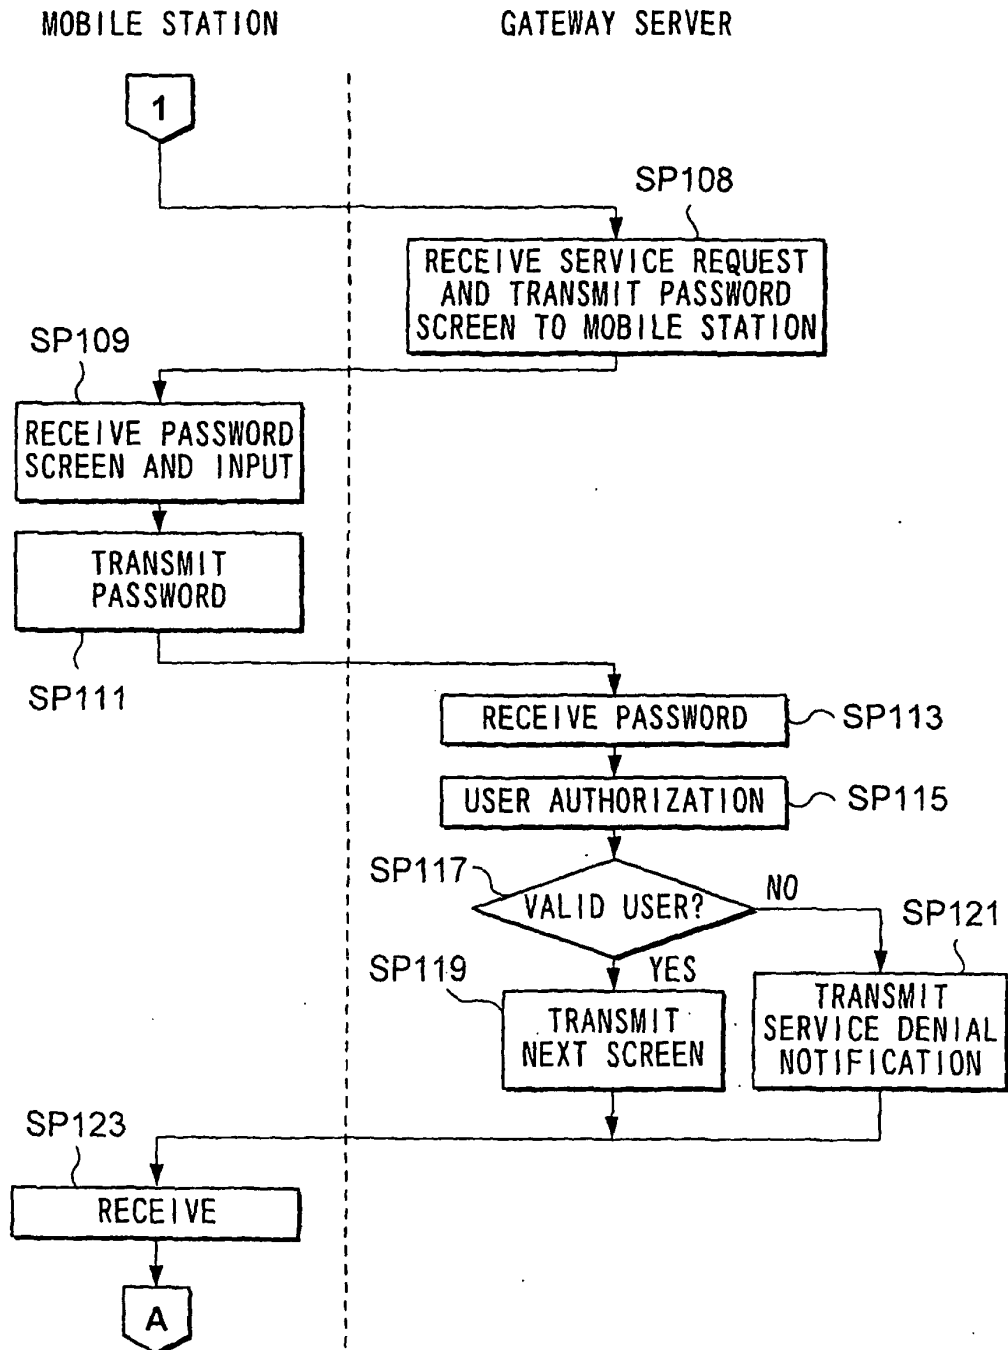 MOBILE STATION
GATEWAY SERVER
1
SP108
RECEIVE SERVICE REQUEST
AND TRANSMIT PASSWORD
SCREEN TO MOBILE STATION
SP109
RECEIVE PASSWORD
SCREEN AND INPUT
TRANSMIT
PASSWORD
SP111
RECEIVE PASSWORD
SP113
USER AUTHORIZATION
SP115
SP117
VALID USER?
NO
SP121
SP119
YES
TRANSMIT
NEXT SCREEN
TRANSMIT
SERVICE DENIAL
NOTIFICATION
SP123
RECEIVE
A